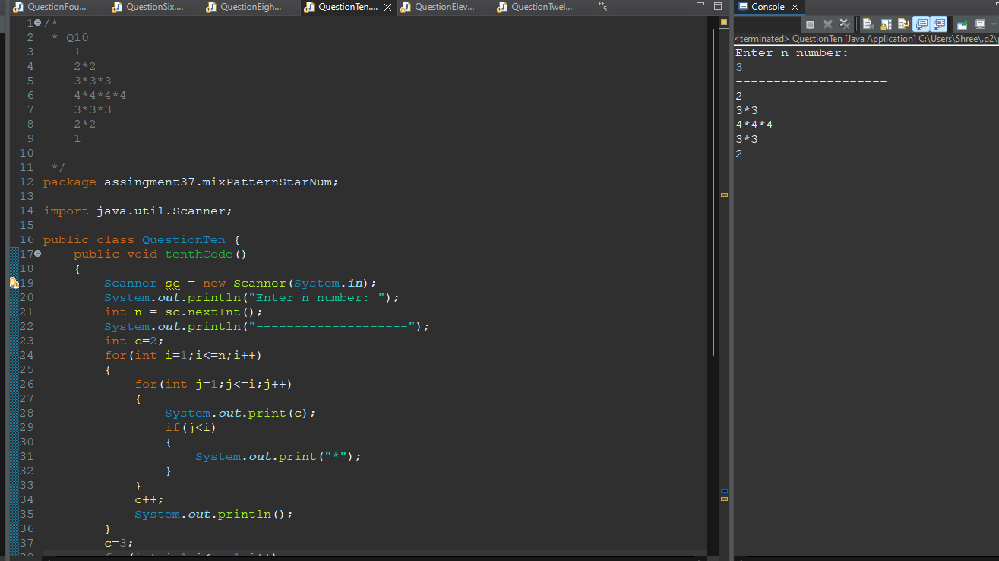 QuestionFou... QuestionSix.... QuestionEigh... QuestionTen.... QuestionElev... QuestionTwel... »5
Console
<terminated> QuestionTen [Java Application] C:\Users\Shree\.p2\
1 /*
2 * Q10
3 1
4 2*2
5 3*3*3
6 4*4*4*4
7 3*3*3
8 2*2
9 1
10
11 */
12 package assingment37.mixPatternStarNum;
13
14 import java.util.Scanner;
15
16 public class QuestionTen {
17 public void tenthCode()
18 {
19 Scanner sc = new Scanner(System.in);
20 System.out.println("Enter n number: ");
21 int n = sc.nextInt();
22 System.out.println("--------------------");
23 int c=2;
24 for(int i=1;i<=n;i++)
25 {
26 for(int j=1;j<=i;j++)
27 {
28 System.out.print(c);
29 if(j<i)
30 {
31 System.out.print("*");
32 }
33 }
34 c++;
35 System.out.println();
36 }
37 c=3;
Enter n number:
3
--------------------
2
3*3
4*4*4
3*3
2